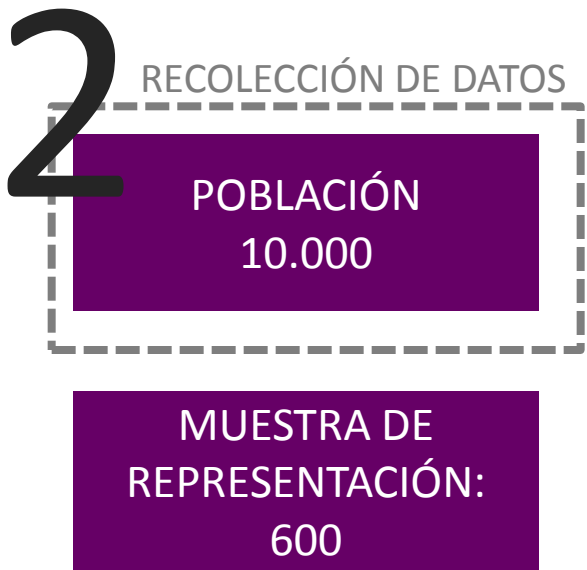 2
RECOLECCIÓN DE DATOS
POBLACIÓN
10.000
MUESTRA DE
REPRESENTACIÓN:
600